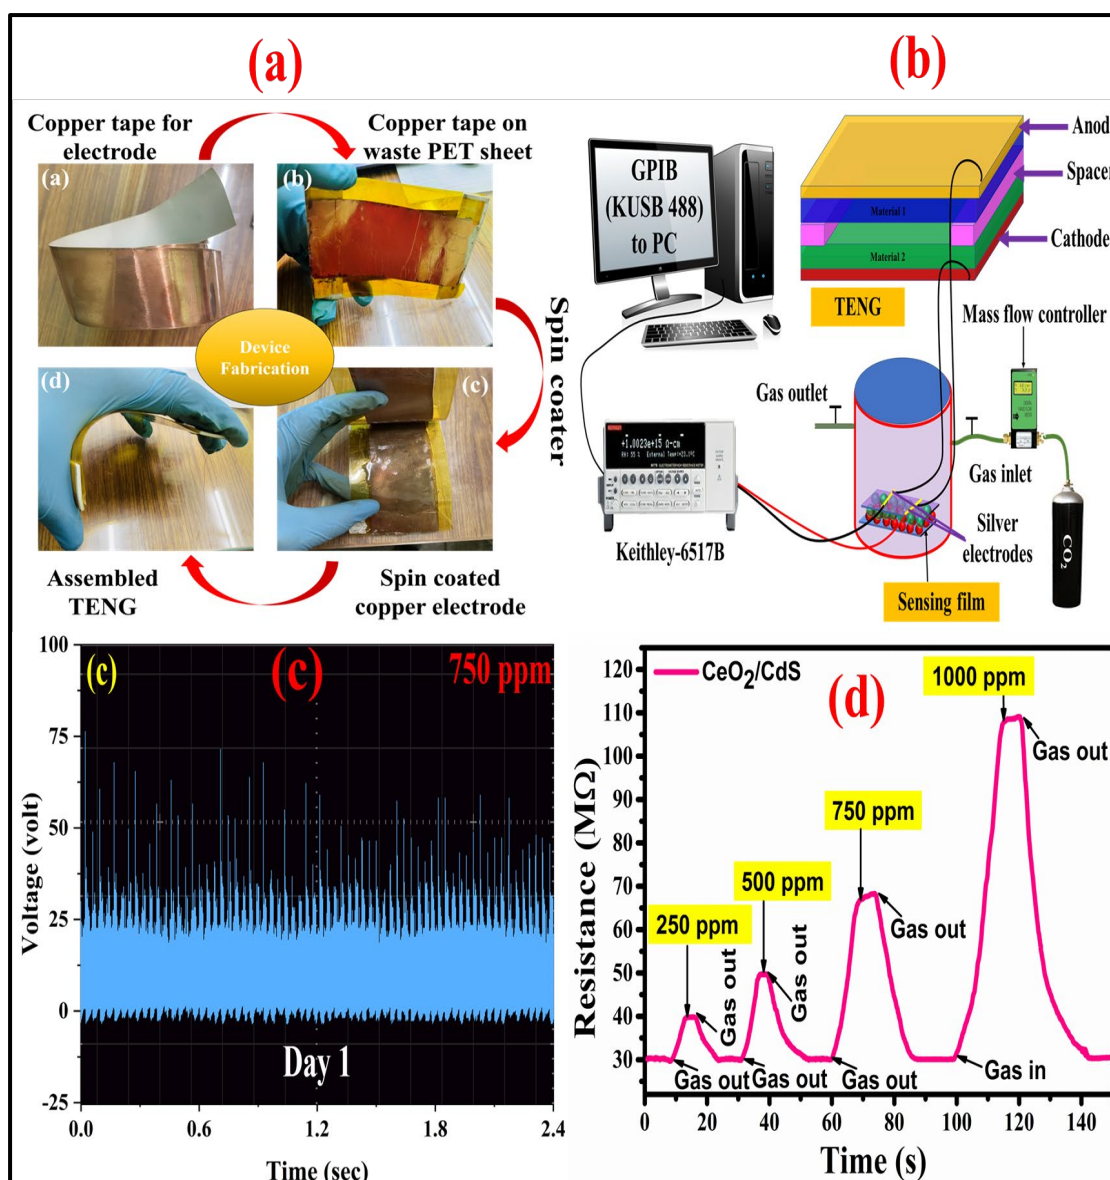 (a)
Copper tape for
electrode
Copper tape on
waste PET sheet
(a)
(b)
Device
Fabrication
(d)
(c)
Spin coater
Assembled
TENG
Spin coated
copper electrode
(b)
GPIB
(KUSB 488)
to PC
Anod
Material 1
Spacer
Material 2
Cathode
TENG
Mass flow controller
Gas outlet
Gas inlet
KEITHLEY
+1.0023e+15 Ω-cm
Keithley-6517B
Silver
electrodes
CO2
Sensing film
(c)
(c)
750 ppm
100
75
50
25
0
-25
Voltage (volt)
Day 1
0.0
0.6
1.2
1.8
2.4
Time (sec)
CeO2/CdS
(d)
120
110
100
90
80
70
60
50
40
30
Resistance (MΩ)
250 ppm
500 ppm
750 ppm
1000 ppm
Gas out
Gas out
Gas out
Gas out
Gas out
Gas out
Gas out
Gas in
0
20
40
60
80
100
120
140
Time (s)